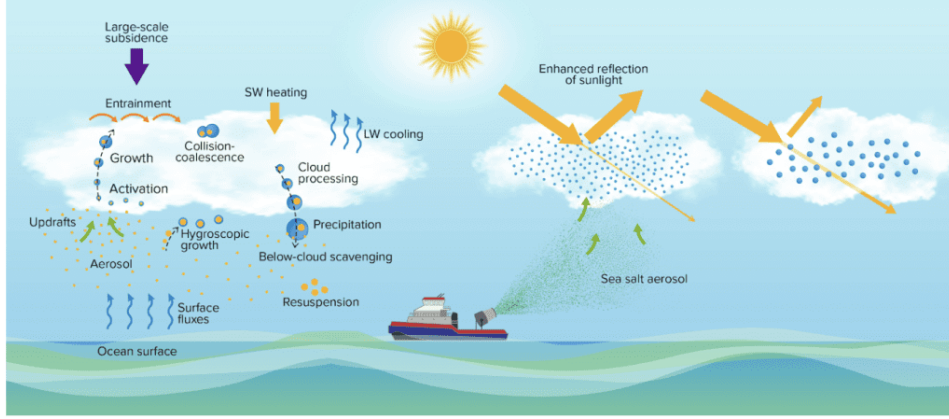 Large-scale
subsidence
Entrainment
SW heating
LW cooling
Collision-
coalescence
Growth
Cloud
processing
Activation
Updrafts
Hygroscopic
growth
Precipitation
Below-cloud scavenging
Aerosol
Resuspension
Surface
fluxes
Ocean surface
Enhanced reflection
of sunlight
Sea salt aerosol